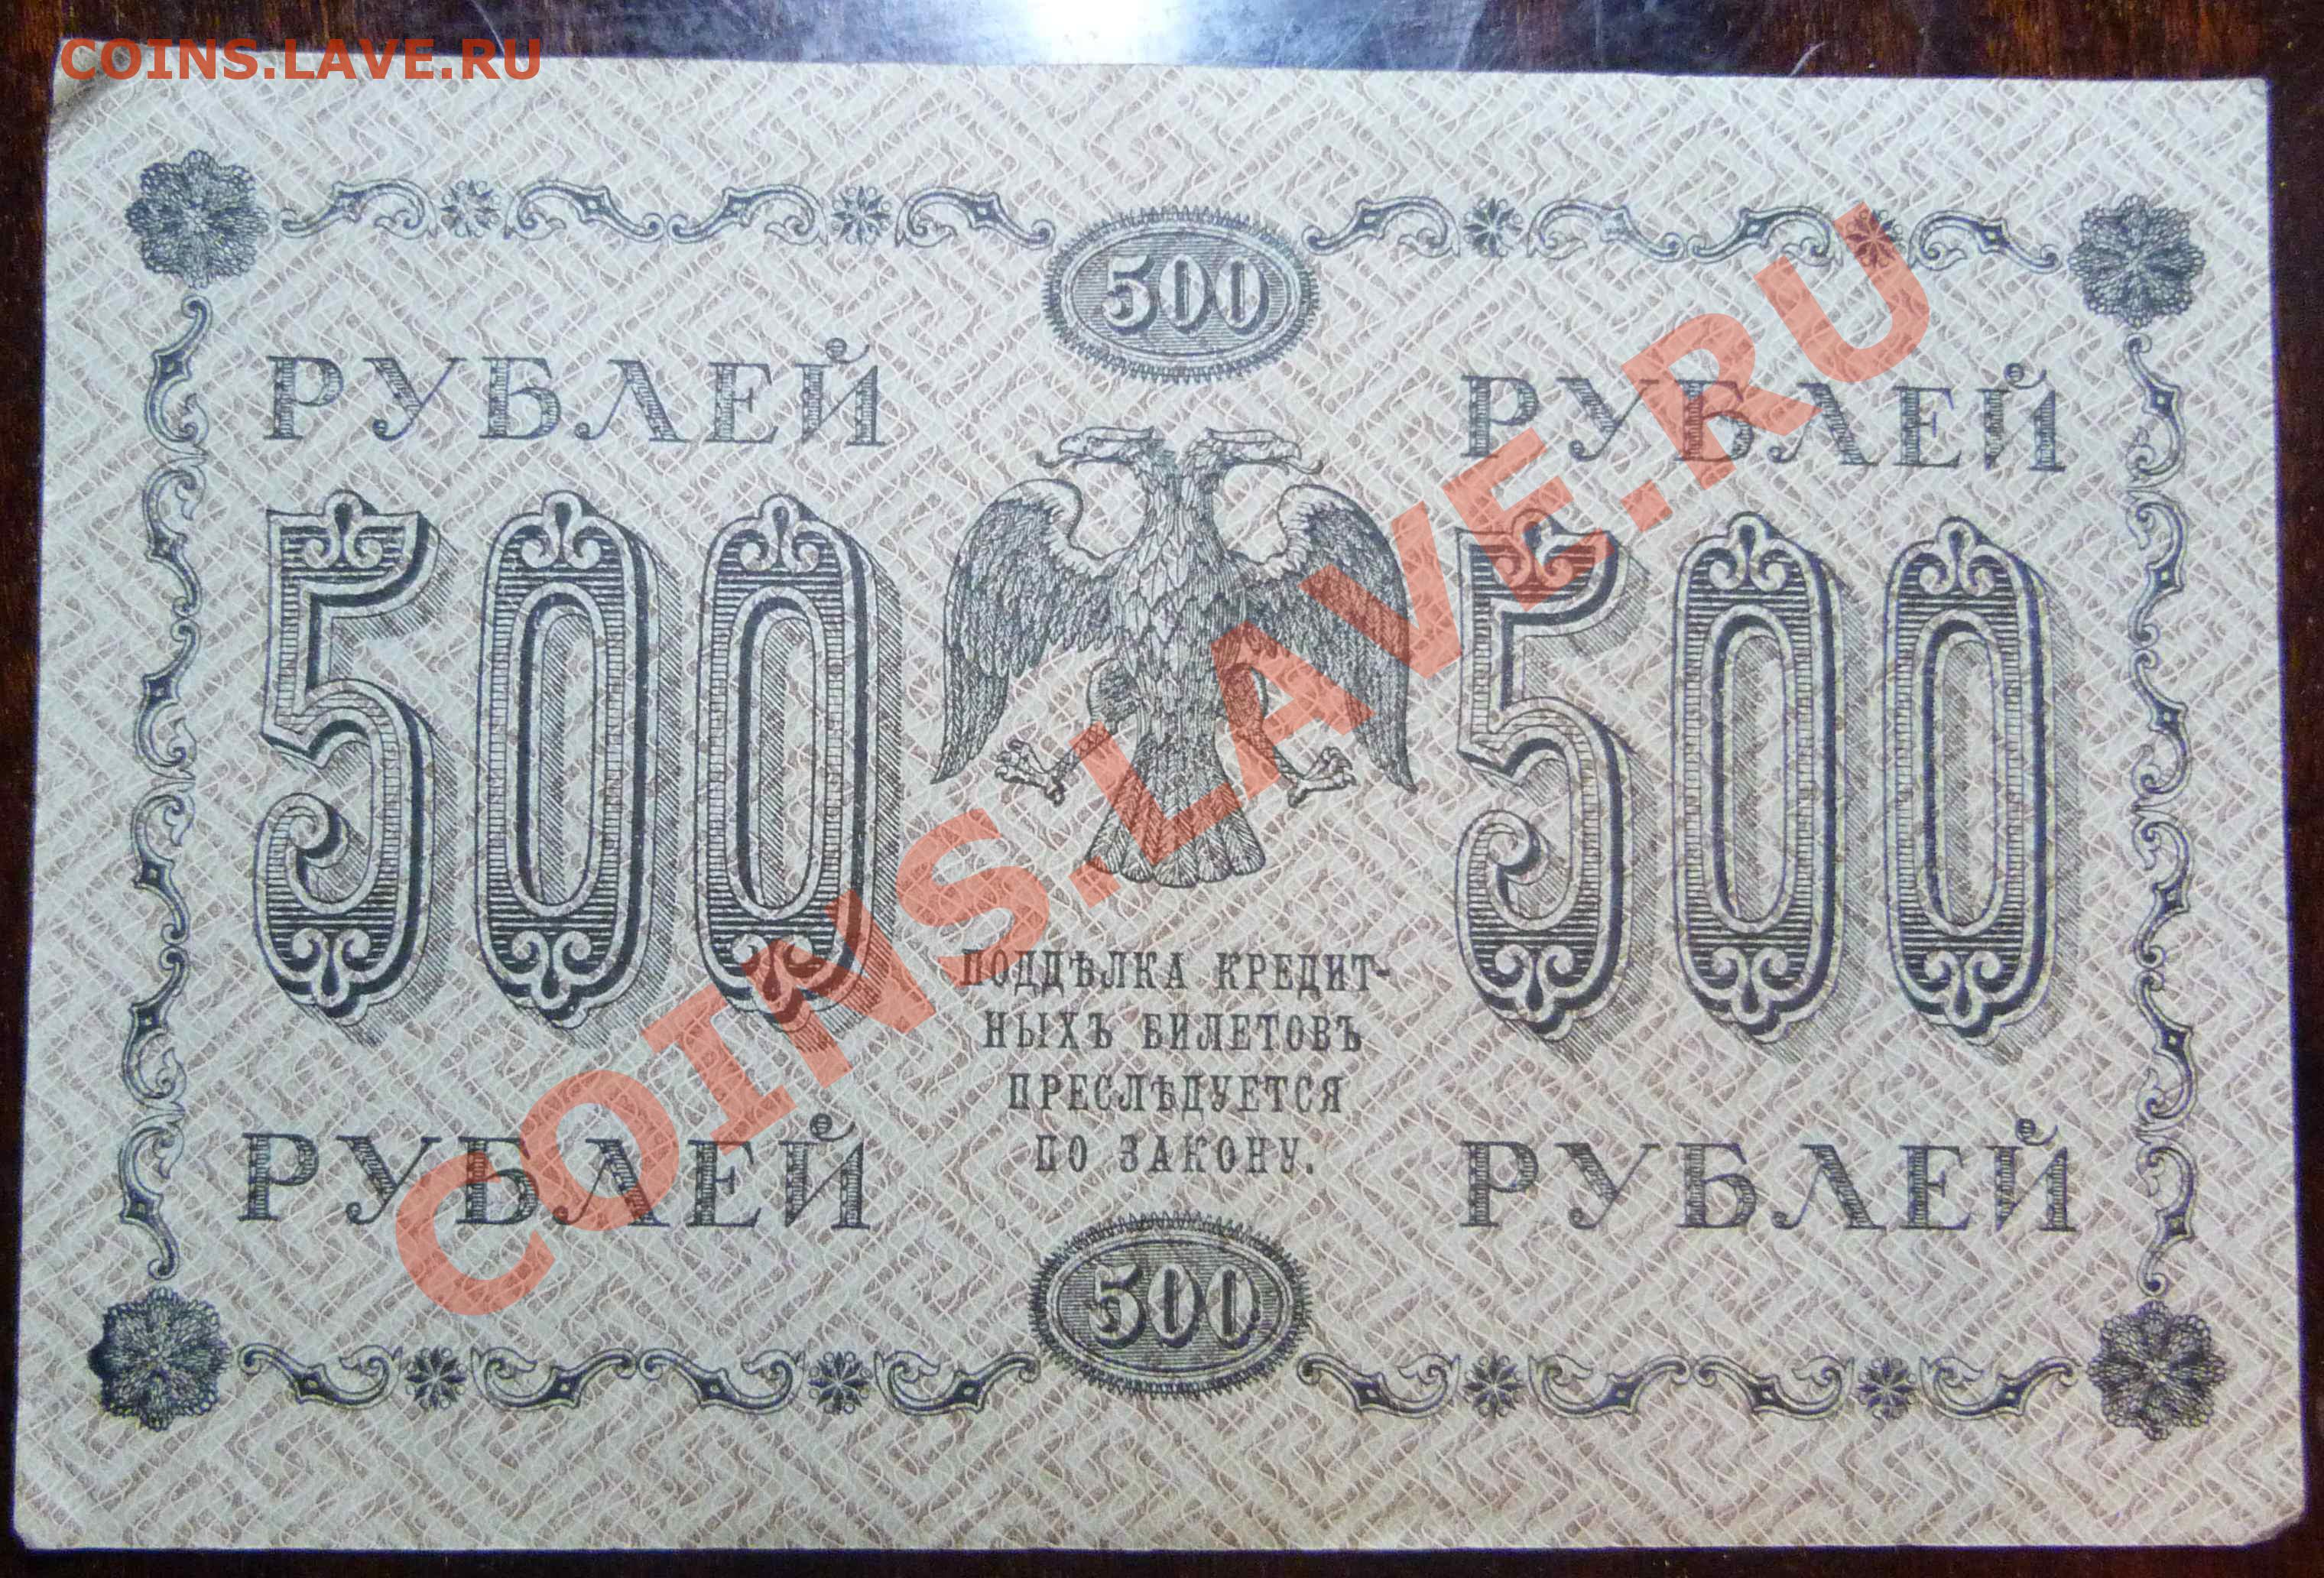 COINS.LAVE.RU
500
РУБЛЕЙ РУБЛЕЙ
500 500
COINS.LAVE.RU
ПОДДѢЛКА КРЕДИТ-
НЫХЪ БИЛЕТОВЪ
ПРЕСЛѢДУЕТСЯ
ПО ЗАКОНУ.
РУБЛЕЙ РУБЛЕЙ
500